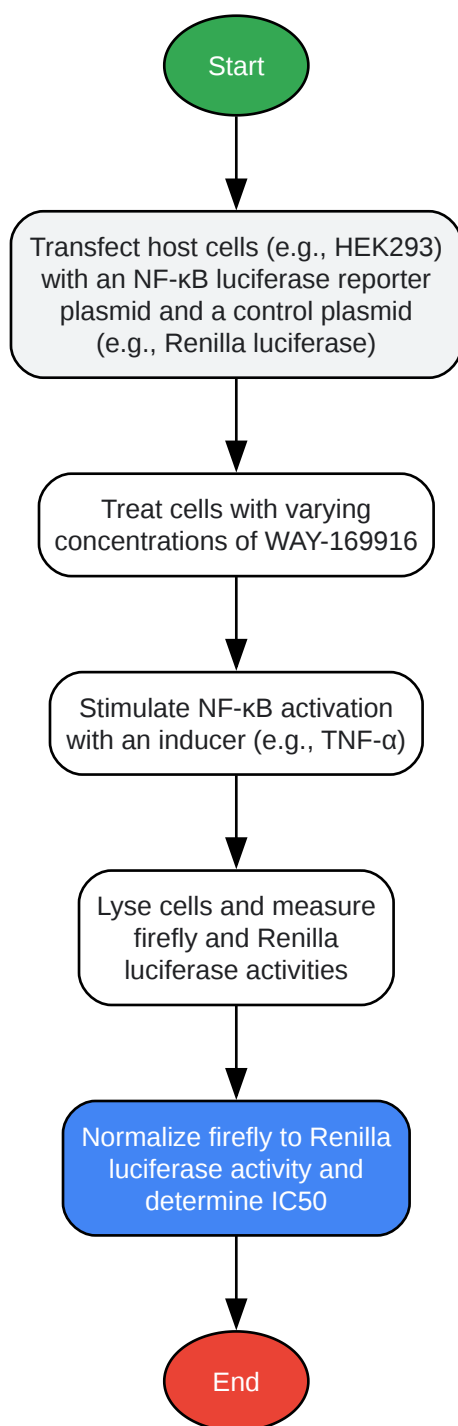 Start
Transfect host cells (e.g., HEK293)
with an NF-κB luciferase reporter
plasmid and a control plasmid
(e.g., Renilla luciferase)
Treat cells with varying
concentrations of WAY-169916
Stimulate NF-κB activation
with an inducer (e.g., TNF-α)
Lyse cells and measure
firefly and Renilla
luciferase activities
Normalize firefly to Renilla
luciferase activity and
determine IC50
End